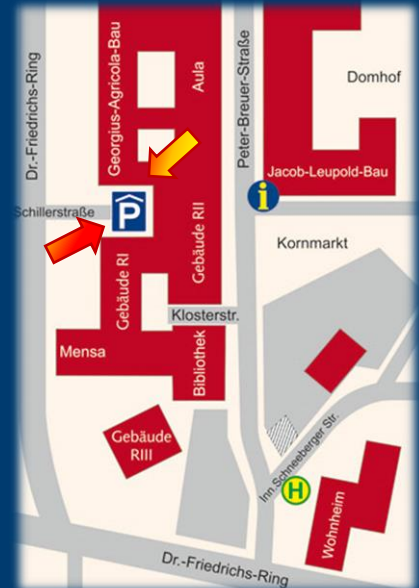 Dr.-Friedrichs-Ring
Georgius-Agricola-Bau
Aula
Peter-Breuer-Straße
Domhof
Jacob-Leupold-Bau
i
Schillerstraße
P
Kornmarkt
Gebäude RI
Gebäude RII
Klosterstr.
Mensa
Bibliothek
Gebäude
RIII
Inn.Schneeberger Str.
H
Wohnheim
Dr.-Friedrichs-Ring